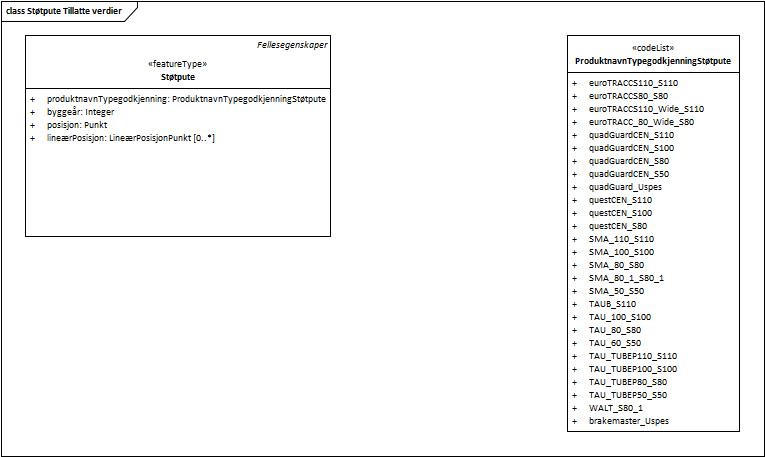 class Støtpute Tillatte verdier
Fellesegenskaper
«featureType»
Støtpute
+ produktnavnTypegodkjenning: ProduktnavnTypegodkjenningStøtpute
+ byggeår: Integer
+ posisjon: Punkt
+ lineærPosisjon: LineærPosisjonPunkt [0..*]
«codeList»
ProduktnavnTypegodkjenningStøtpute
+ euroTRACCS110_S110
+ euroTRACCS80_S80
+ euroTRACCS110_Wide_S110
+ euroTRACC_80_Wide_S80
+ quadGuardCEN_S110
+ quadGuardCEN_S100
+ quadGuardCEN_S80
+ quadGuardCEN_S50
+ quadGuard_Uspes
+ questCEN_S110
+ questCEN_S100
+ questCEN_S80
+ SMA_110_S110
+ SMA_100_S100
+ SMA_80_S80
+ SMA_80_1_S80_1
+ SMA_50_S50
+ TAUB_S110
+ TAU_100_S100
+ TAU_80_S80
+ TAU_60_S50
+ TAU_TUBEP110_S110
+ TAU_TUBEP100_S100
+ TAU_TUBEP80_S80
+ TAU_TUBEP50_S50
+ WALT_S80_1
+ brakemaster_Uspes